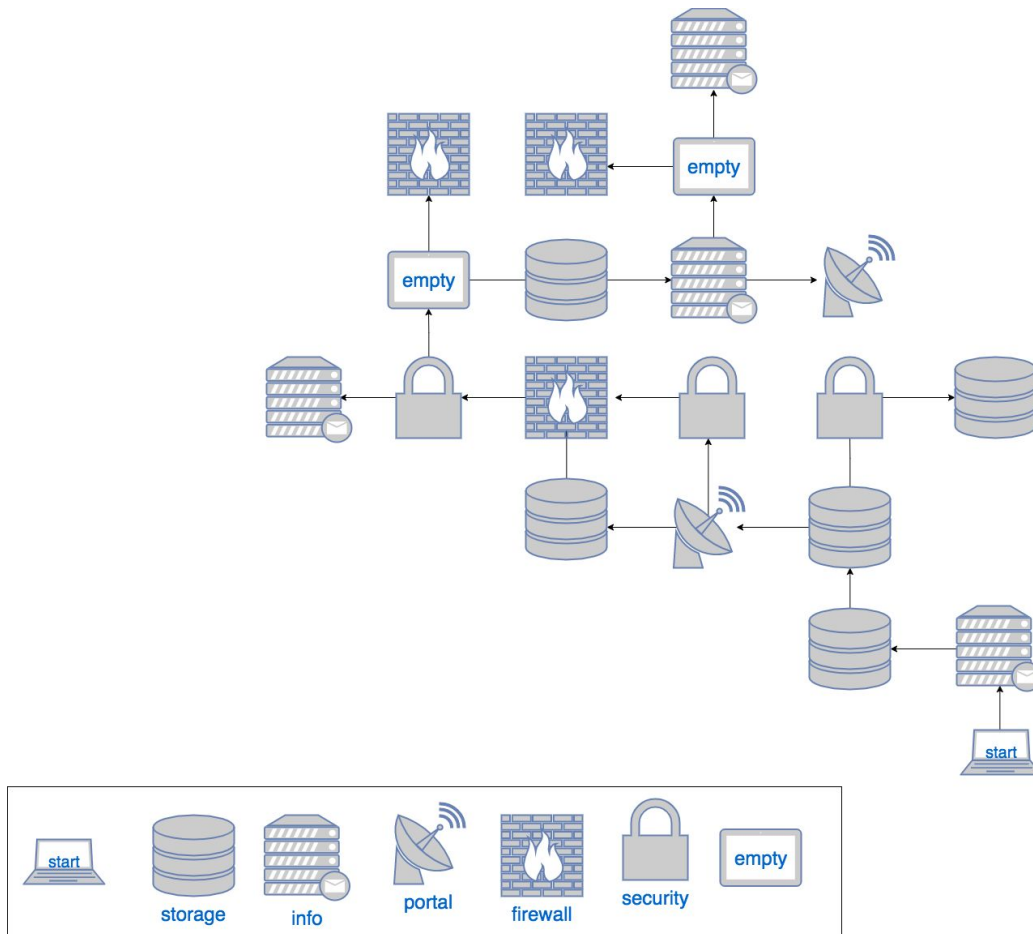 empty
empty
start
start
storage
info
portal
firewall
security
empty